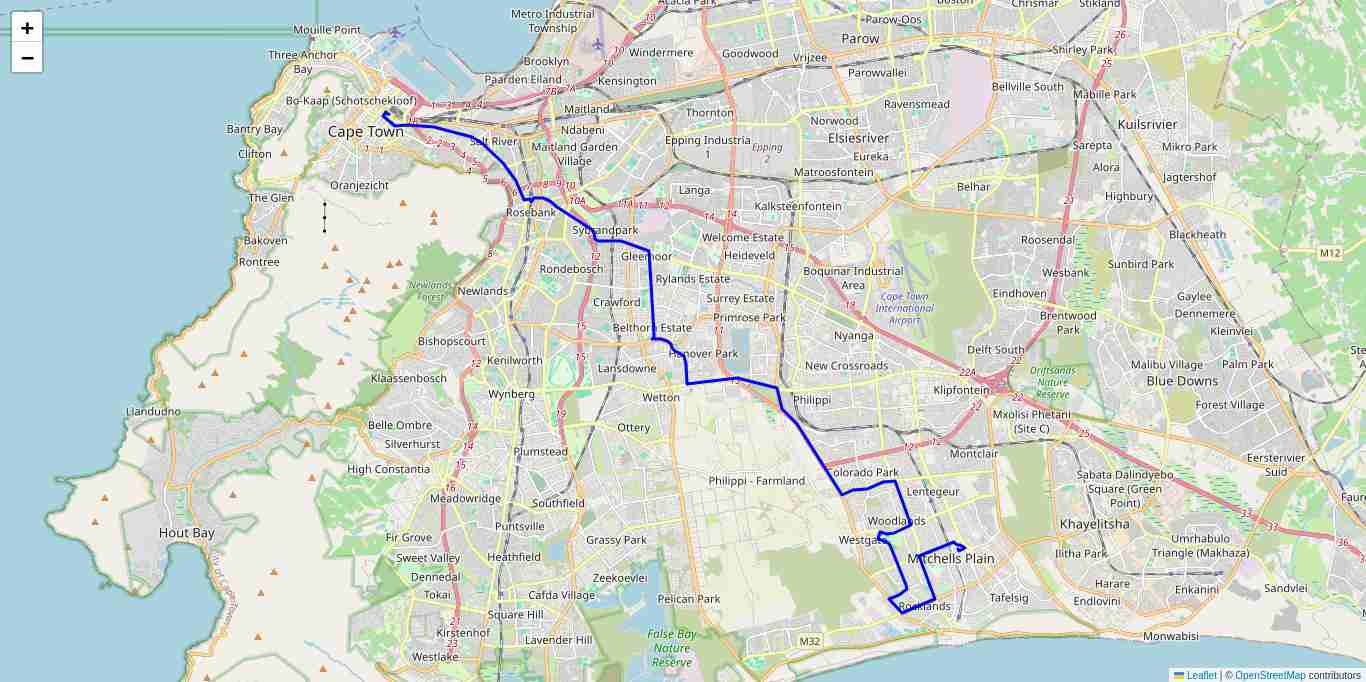 +
−
Acacia Park
Chrismar
Stikland
Metro Industrial
Township
Parow-Oos
Mouille Point
Parow
Three Anchor
Bay
Windermere
Goodwood
Vrijzee
Shirley Park
Brooklyn
Paarden Eiland
Kensington
Parowvallei
Bellville South
Mabille Park
Bo-Kaap (Schotschekloof)
Maitland
Thornton
Ravensmead
Kuilsrivier
Bantry Bay
Cape Town
Ndabeni
Norwood
Elsiesriver
Salt River
Maitland Garden
Village
Epping Industria
1
Epping
2
Sarepta
Mikro Park
Clifton
Eureka
Matroosfontein
Alora
Jagtershof
Oranjezicht
Langa
Belhar
Highbury
The Glen
Rosebank
Kalksteenfontein
Sybrandpark
Welcome Estate
Blackheath
Bakoven
Roosendal
M12
Rontree
Gleemoor
Heideveld
Rondebosch
Boquinar Industrial
Area
Wesbank
Sunbird Park
Rylands Estate
Newlands
Forest
Newlands
Crawford
Surrey Estate
Cape Town
International
Airport
Eindhoven
Gaylee
Dennemere
Primrose Park
Brentwood
Park
Belthorn Estate
Nyanga
Kleinvlei
Bishopscourt
Hanover Park
Delft South
Kenilworth
Lansdowne
New Crossroads
Malibu Village
Palm Park
Klaassenbosch
Driftsands
Nature
Reserve
Blue Downs
Wynberg
Wetton
Philippi
Klipfontein
Forest Village
Llandudno
Mxolisi Phetani
(Site C)
Belle Ombre
Ottery
Silverhurst
Plumstead
Montclair
Eersterivier
Suid
High Constantia
Colorado Park
Sabata Dalindyebo
Square (Green
Point)
Philippi - Farmland
Lentegeur
Meadowridge
Southfield
Hout Bay
Puntsville
Woodlands
Khayelitsha
Fir Grove
Grassy Park
Westgate
Umrhabulo
Triangle (Makhaza)
Sweet Valley
Heathfield
Mitchells Plain
Ilitha Park
Dennedal
Zeekoevlei
Harare
Enkanini
Sandvlei
Tokai
Cafda Village
Pelican Park
Rocklands
Tafelsig
Endlovini
Square Hill
Kirstenhof
Lavender Hill
False Bay
Nature
Reserve
M32
Monwabisi
Westlake
Leaflet | © OpenStreetMap contributors